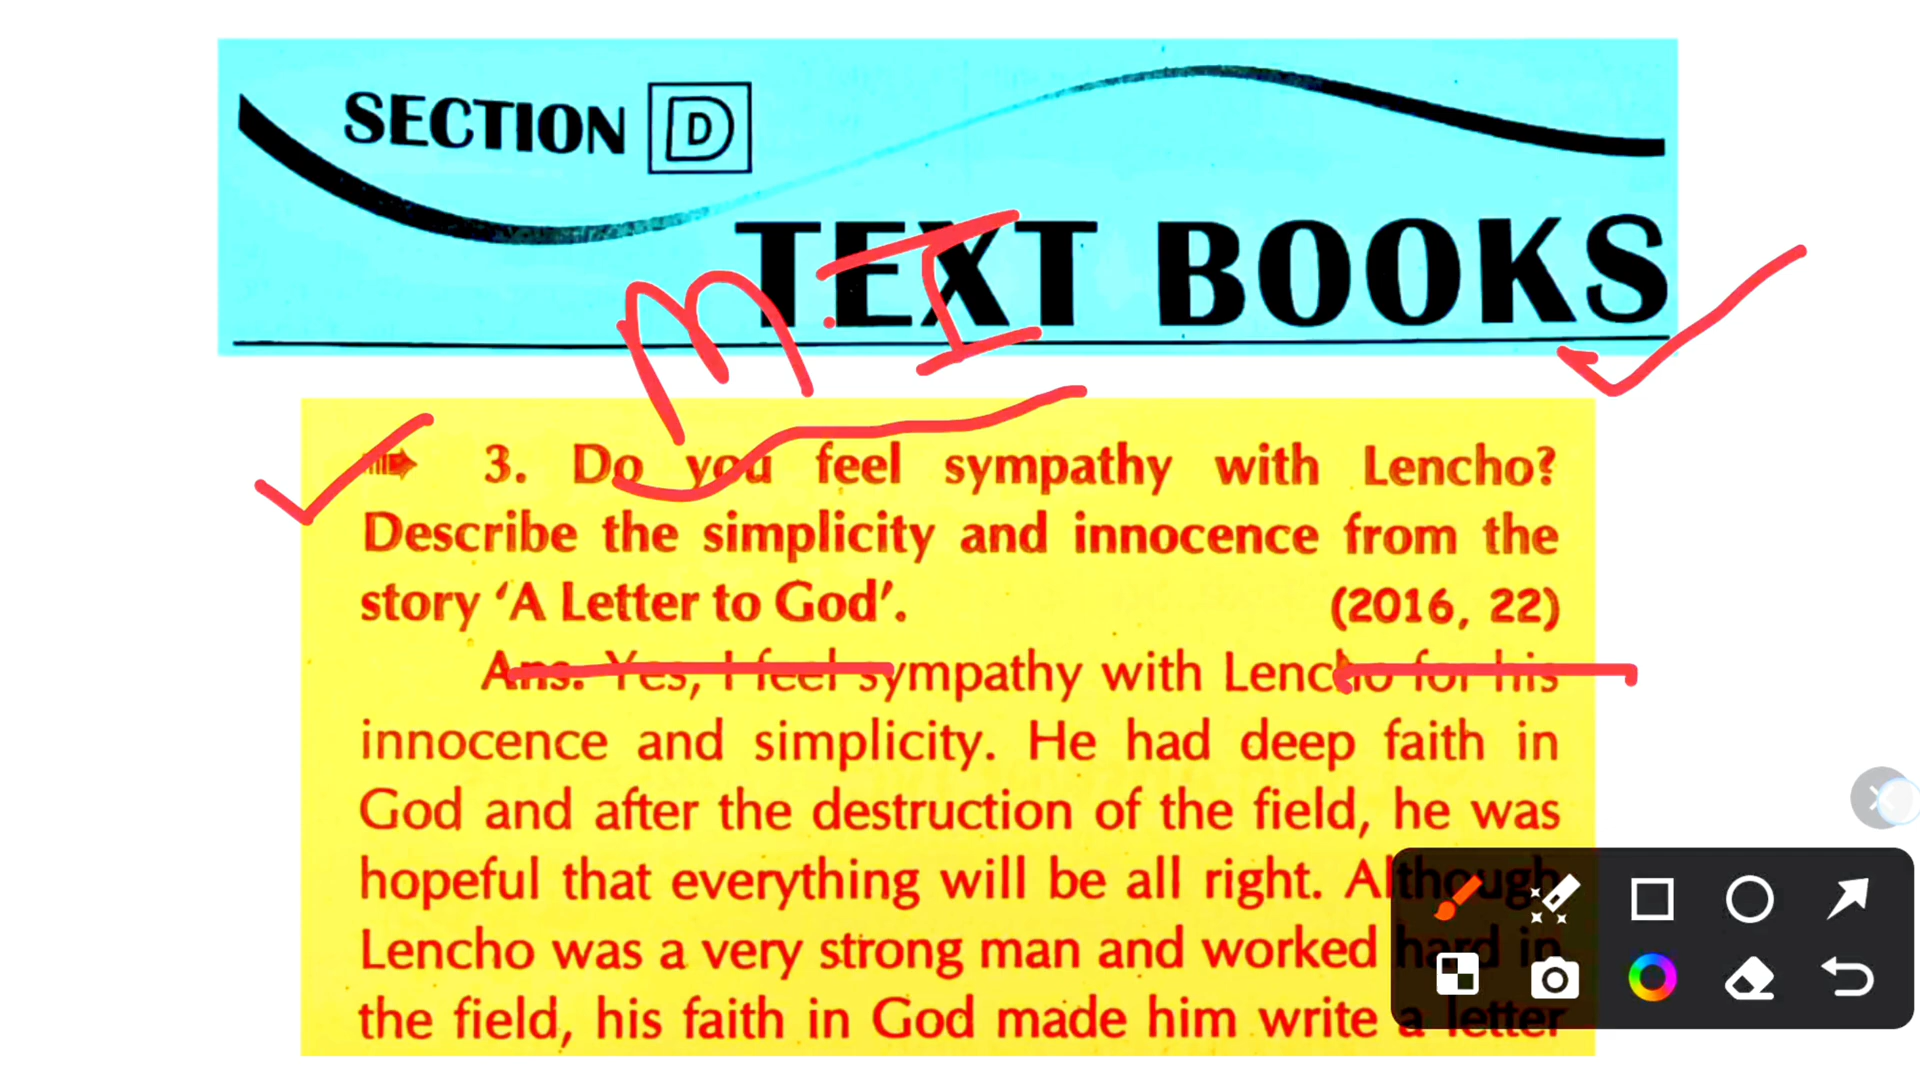 SECTION D
TEXT BOOKS
M.I
3. Do you feel sympathy with Lencho?
Describe the simplicity and innocence from the
story ‘A Letter to God’. (2016, 22)
Ans. Yes, I feel sympathy with Lencho for his
innocence and simplicity. He had deep faith in
God and after the destruction of the field, he was
hopeful that everything will be all right. Although
Lencho was a very strong man and worked hard in
the field, his faith in God made him write a letter